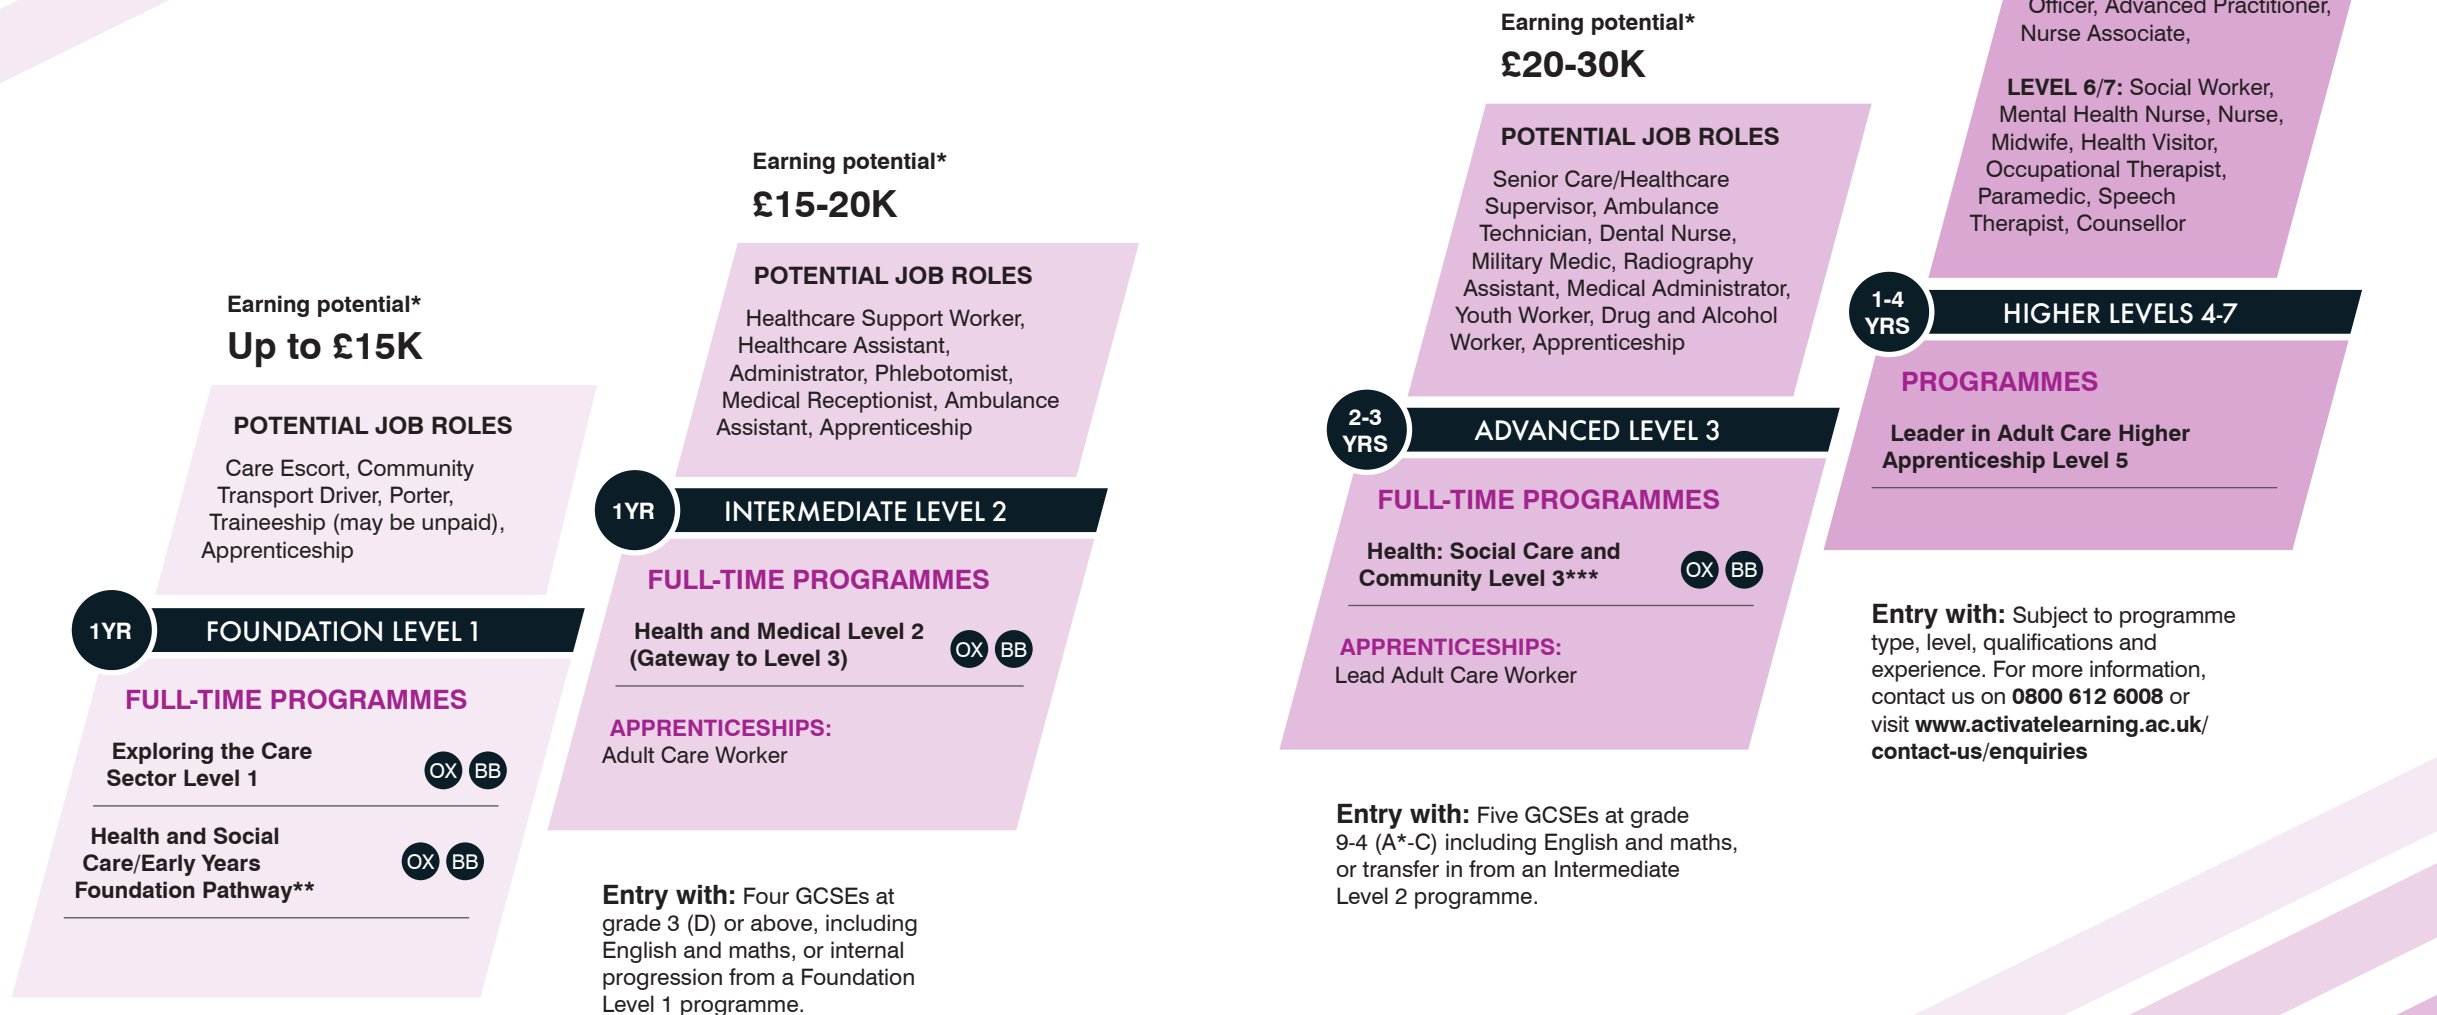 Earning potential*
Up to £15K
POTENTIAL JOB ROLES
Care Escort, Community
Transport Driver, Porter,
Traineeship (may be unpaid),
Apprenticeship
1YR
FOUNDATION LEVEL 1
FULL-TIME PROGRAMMES
Exploring the Care
Sector Level 1
OX BB
Health and Social
Care/Early Years
Foundation Pathway**
OX BB
Earning potential*
£15-20K
POTENTIAL JOB ROLES
Healthcare Support Worker,
Healthcare Assistant,
Administrator, Phlebotomist,
Medical Receptionist, Ambulance
Assistant, Apprenticeship
1YR
INTERMEDIATE LEVEL 2
FULL-TIME PROGRAMMES
Health and Medical Level 2
(Gateway to Level 3)
OX BB
APPRENTICESHIPS:
Adult Care Worker
Entry with: Four GCSEs at
grade 3 (D) or above, including
English and maths, or internal
progression from a Foundation
Level 1 programme.
Earning potential*
£20-30K
POTENTIAL JOB ROLES
Senior Care/Healthcare
Supervisor, Ambulance
Technician, Dental Nurse,
Military Medic, Radiography
Assistant, Medical Administrator,
Youth Worker, Drug and Alcohol
Worker, Apprenticeship
2-3
YRS
ADVANCED LEVEL 3
FULL-TIME PROGRAMMES
Health: Social Care and
Community Level 3***
OX BB
APPRENTICESHIPS:
Lead Adult Care Worker
Entry with: Five GCSEs at grade
9-4 (A*-C) including English and maths,
or transfer in from an Intermediate
Level 2 programme.
Officer, Advanced Practitioner,
Nurse Associate,
LEVEL 6/7: Social Worker,
Mental Health Nurse, Nurse,
Midwife, Health Visitor,
Occupational Therapist,
Paramedic, Speech
Therapist, Counsellor
1-4
YRS
HIGHER LEVELS 4-7
PROGRAMMES
Leader in Adult Care Higher
Apprenticeship Level 5
Entry with: Subject to programme
type, level, qualifications and
experience. For more information,
contact us on 0800 612 6008 or
visit www.activatelearning.ac.uk/
contact-us/enquiries